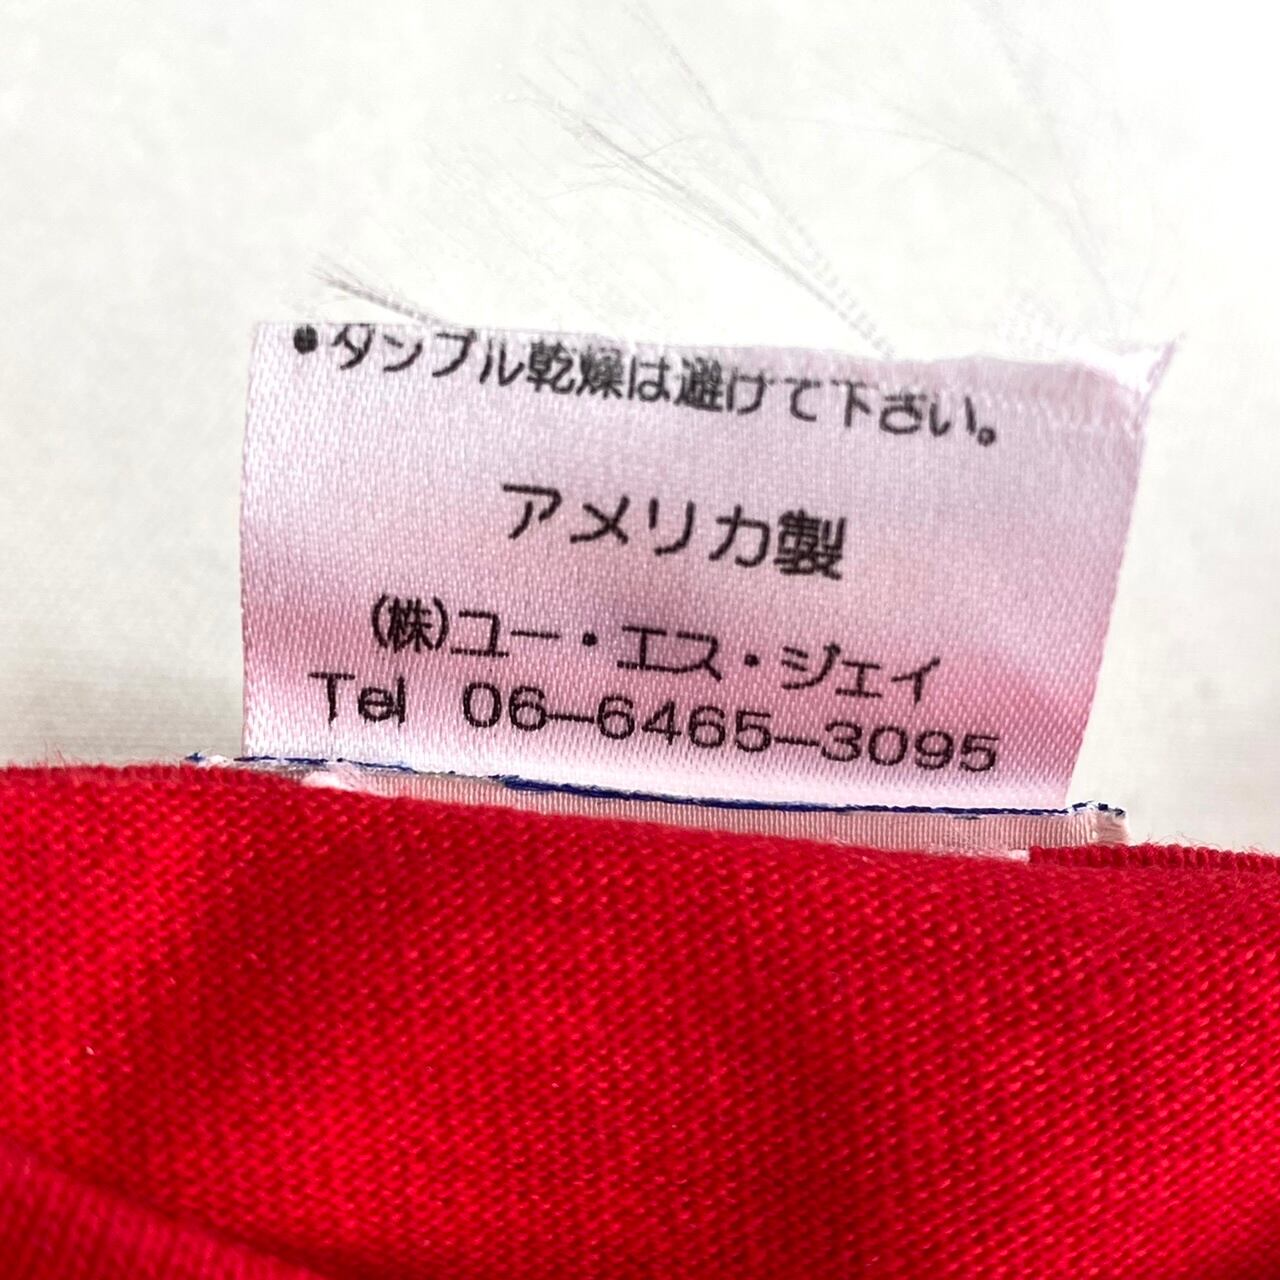 •タンブル乾燥は避けて下さい。
アメリカ製
(株)ユー・エス・ジェイ
Tel 06-6465-3095